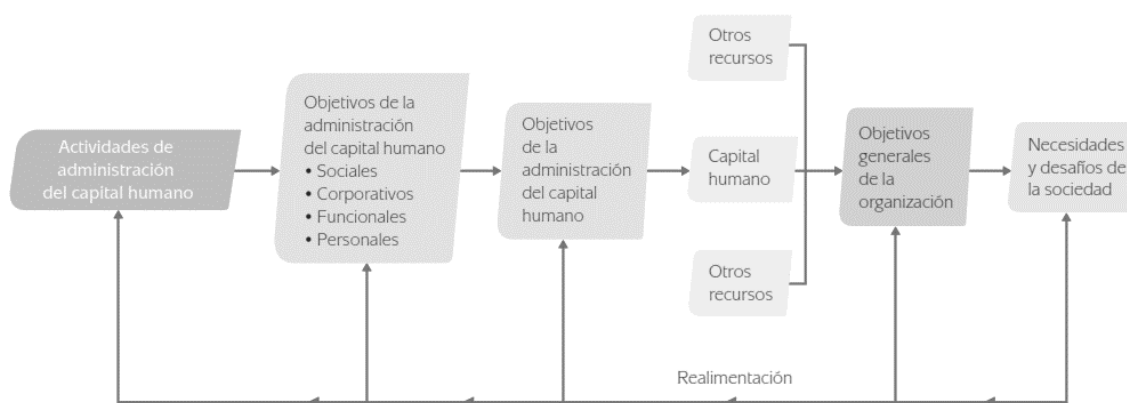 Actividades de
administración
del capital humano
Objetivos de la
administración
del capital humano
• Sociales
• Corporativos
• Funcionales
• Personales
Objetivos
de la
administración
del capital
humano
Otros
recursos
Capital
humano
Otros
recursos
Objetivos
generales
de la
organización
Necesidades
y desafíos de
la sociedad
Realimentación